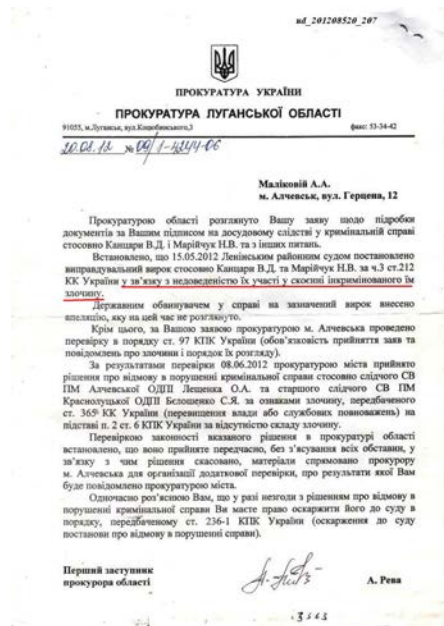 ud_201208520_207
ПРОКУРАТУРА УКРАЇНИ
ПРОКУРАТУРА ЛУГАНСЬКОЇ ОБЛАСТІ
91055, м.Луганськ, вул.Коцюбинського,3 факс: 53-34-42
20.08.12 №09/1-4244-06
Маліковій А.А.
м. Алчевськ, вул. Герцена, 12
Прокуратурою області розглянуто Вашу заяву щодо підробки
документів за Вашим підписом на досудовому слідстві у кримінальній справі
стосовно Канцари В.Д. і Марійчук Н.В. та з інших питань.
Встановлено, що 15.05.2012 Ленінським районним судом постановлено
виправдувальний вирок стосовно Канцари В.Д. та Марійчук Н.В. за ч.3 ст.212
КК України у зв'язку з недоведеністю їх участі у скоєнні інкримінованого їм
злочину.
Державним обвинувачем у справі на зазначений вирок внесено
апеляцію, яку на цей час не розглянуто.
Крім цього, за Вашою заявою прокуратурою м. Алчевська проведено
перевірку в порядку ст. 97 КПК України (обов'язковість прийняття заяв та
повідомлень про злочини і порядок їх розгляду).
За результатами перевірки 08.06.2012 прокуратурою міста прийнято
рішення про відмову в порушенні кримінальної справи стосовно слідчого СВ
ПМ Алчевської ОДПІ Лещенка О.А. та старшого слідчого СВ ПМ
Краснолуцької ОДПІ Бєлошенко С.Я. за ознаками злочину, передбаченого
ст. 365 КК України (перевищення влади або службових повноважень) на
підставі п. 2 ст. 6 КПК України за відсутністю складу злочину.
Перевіркою законності вказаного рішення в прокуратурі області
встановлено, що воно прийняте передчасно, без з'ясування всіх обставин, у
зв'язку з чим рішення скасовано, матеріали спрямовано прокурору
м. Алчевська для організації додаткової перевірки, про результати якої Вам
буде повідомлено прокуратурою міста.
Одночасно роз'яснюю Вам, що у разі незгоди з рішенням про відмову в
порушенні кримінальної справи Ви маєте право оскаржити його до суду в
порядку, передбаченому ст. 236-1 КПК України (оскарження до суду
постанови про відмову в порушенні справи).
Перший заступник
прокурора області А. Рева
3563